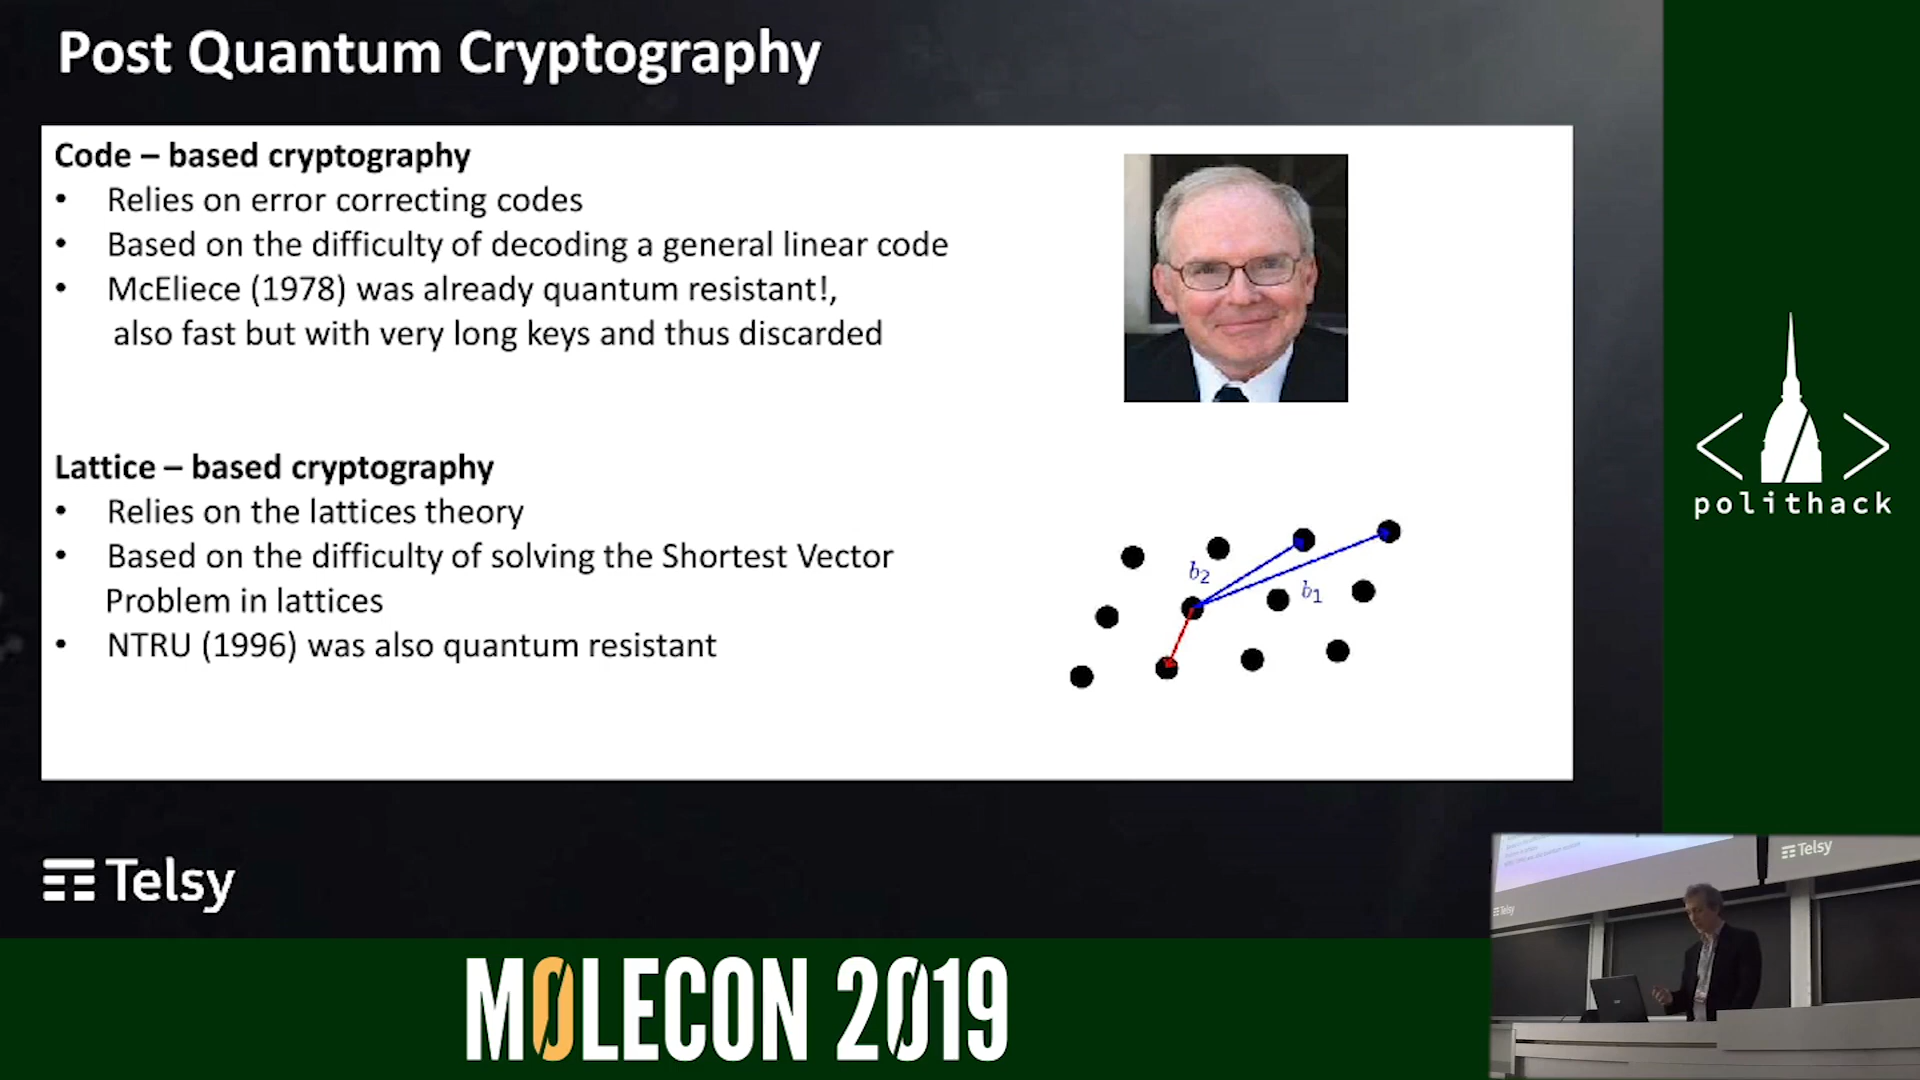 Post Quantum Cryptography
Code – based cryptography
• Relies on error correcting codes
• Based on the difficulty of decoding a general linear code
• McEliece (1978) was already quantum resistant!,
also fast but with very long keys and thus discarded
Lattice – based cryptography
• Relies on the lattices theory
• Based on the difficulty of solving the Shortest Vector
Problem in lattices
• NTRU (1996) was also quantum resistant
b₂
b₁
polithack
Telsy
MOLECON 2019
Telsy
Telsy